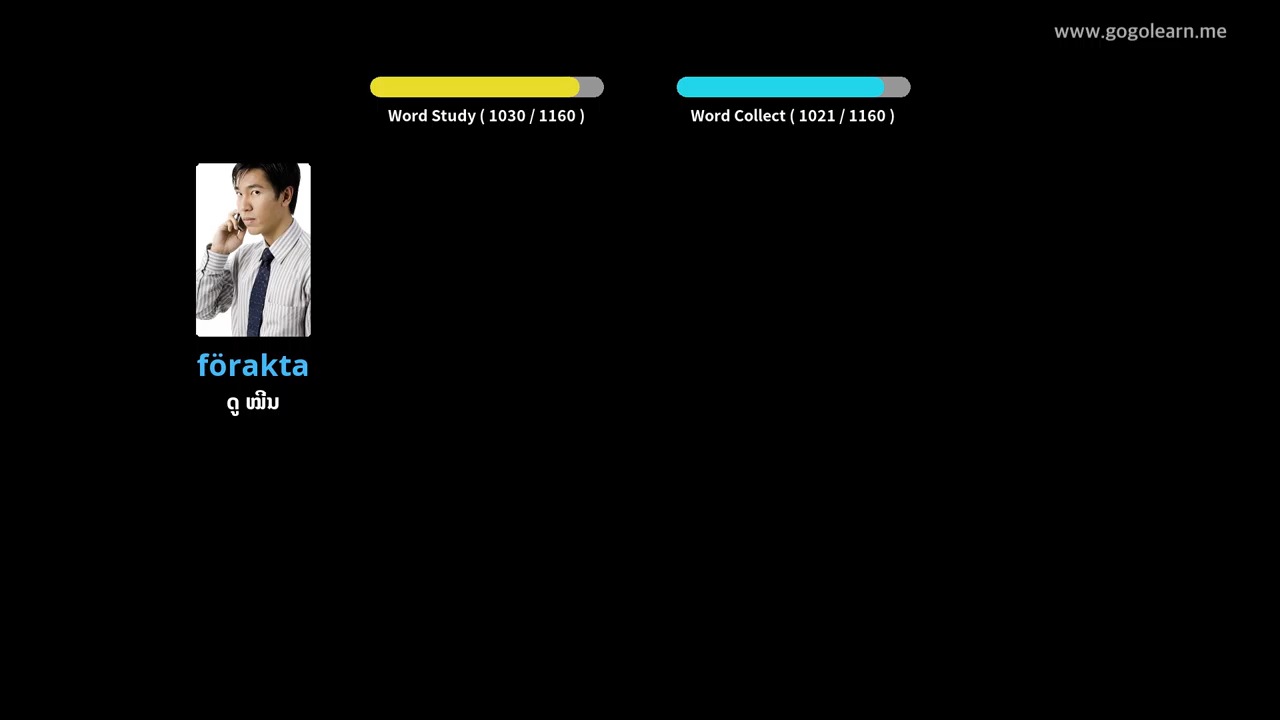 www.gogolearn.me
Word Study ( 1030 / 1160 )
Word Collect ( 1021 / 1160 )
förakta
ດູ ໝີ່ນ